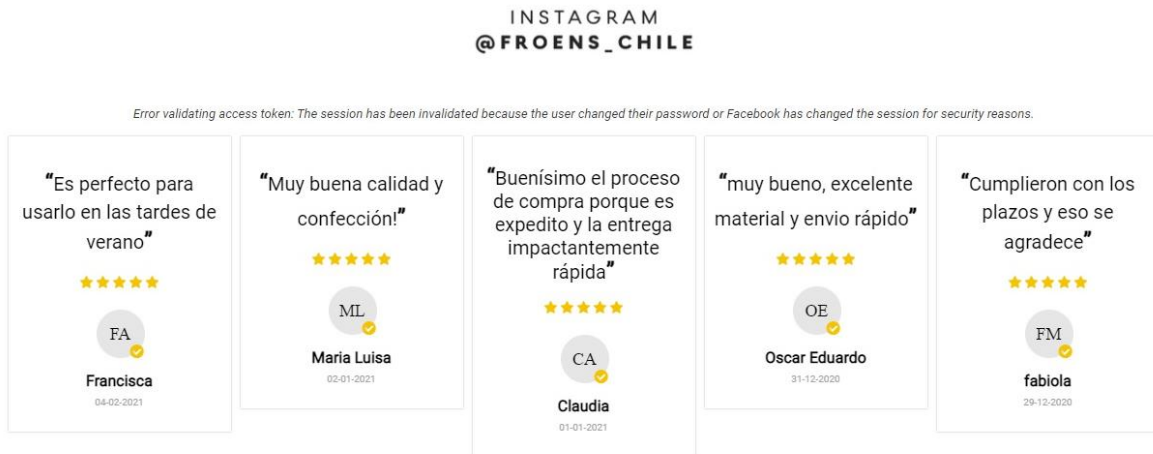 INSTAGRAM
@FROENS_CHILE
Error validating access token: The session has been invalidated because the user changed their password or Facebook has changed the session for security reasons.
“Es perfecto para
usarlo en las tardes de
verano”
FA
Francisca
04-02-2021
“Muy buena calidad y
confección!”
ML
Maria Luisa
02-01-2021
“Buenísimo el proceso
de compra porque es
expedito y la entrega
impactantemente
rápida”
CA
Claudia
01-01-2021
“muy bueno, excelente
material y envio rápido”
OE
Oscar Eduardo
31-12-2020
“Cumplieron con los
plazos y eso se
agradece”
FM
fabiola
29-12-2020